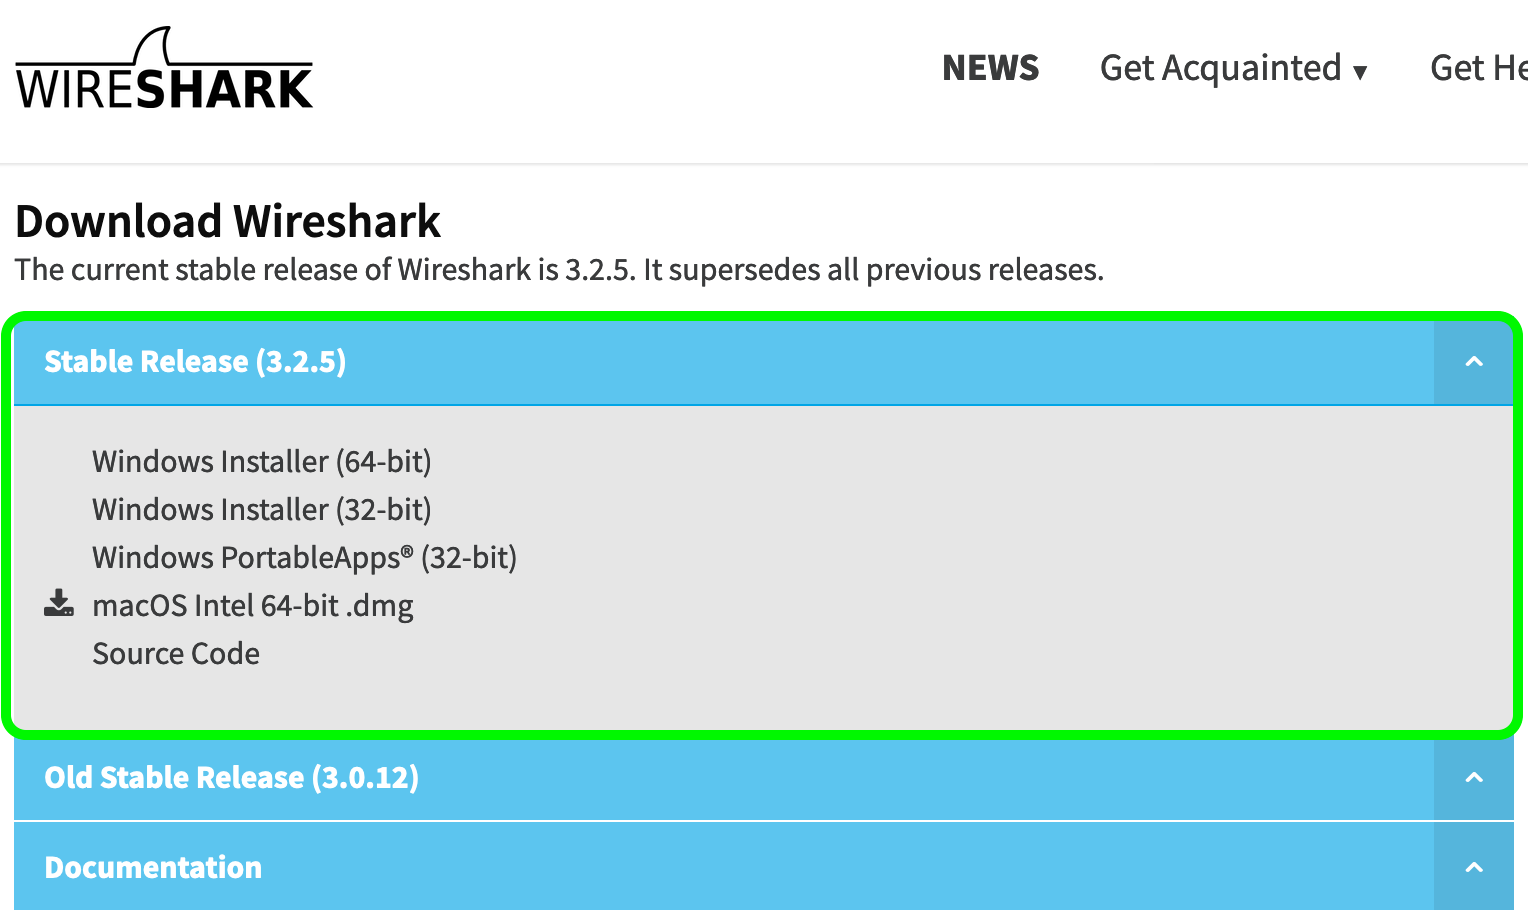 WIRESHARK
NEWS Get Acquainted ▼ Get He
Download Wireshark
The current stable release of Wireshark is 3.2.5. It supersedes all previous releases.
Stable Release (3.2.5)
Windows Installer (64-bit)
Windows Installer (32-bit)
Windows PortableApps® (32-bit)
macOS Intel 64-bit .dmg
Source Code
Old Stable Release (3.0.12)
Documentation